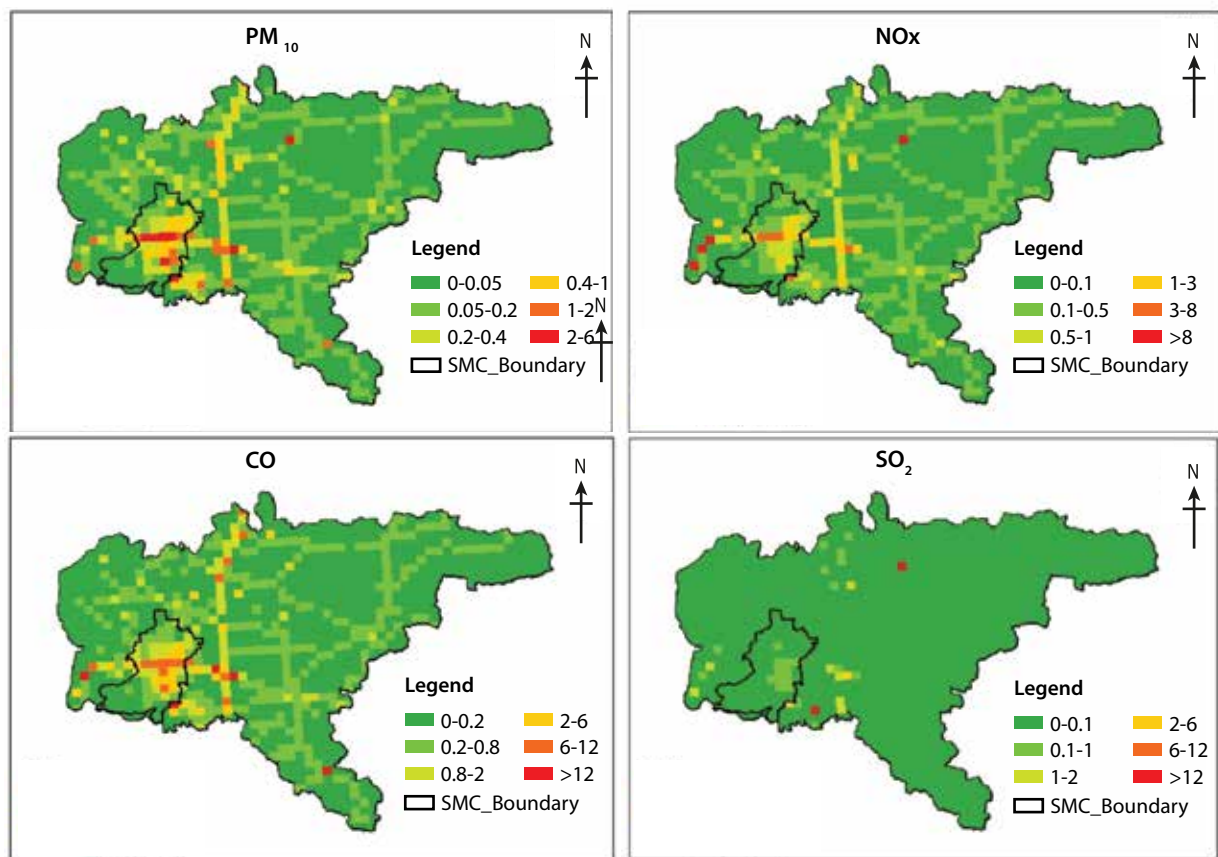 PM 10
N
Legend
0-0.05 0.4-1
0.05-0.2 1-2
0.2-0.4 2-6
SMC_Boundary
N
NOx
N
Legend
0-0.1 1-3
0.1-0.5 3-8
0.5-1 >8
SMC_Boundary
CO
N
Legend
0-0.2 2-6
0.2-0.8 6-12
0.8-2 >12
SMC_Boundary
SO2
N
Legend
0-0.1 2-6
0.1-1 6-12
1-2 >12
SMC_Boundary